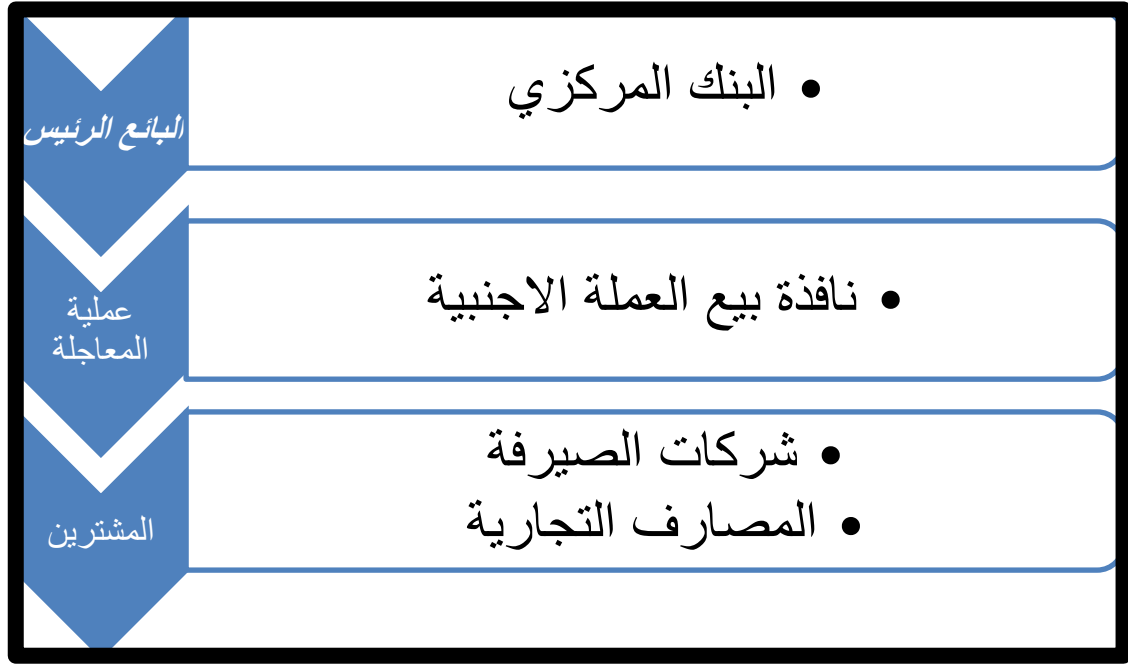 البائع الرئيس
• البنك المركزي
عملية
المعاجلة
• نافذة بيع العملة الاجنبية
المشترين
• شركات الصيرفة
• المصارف التجارية